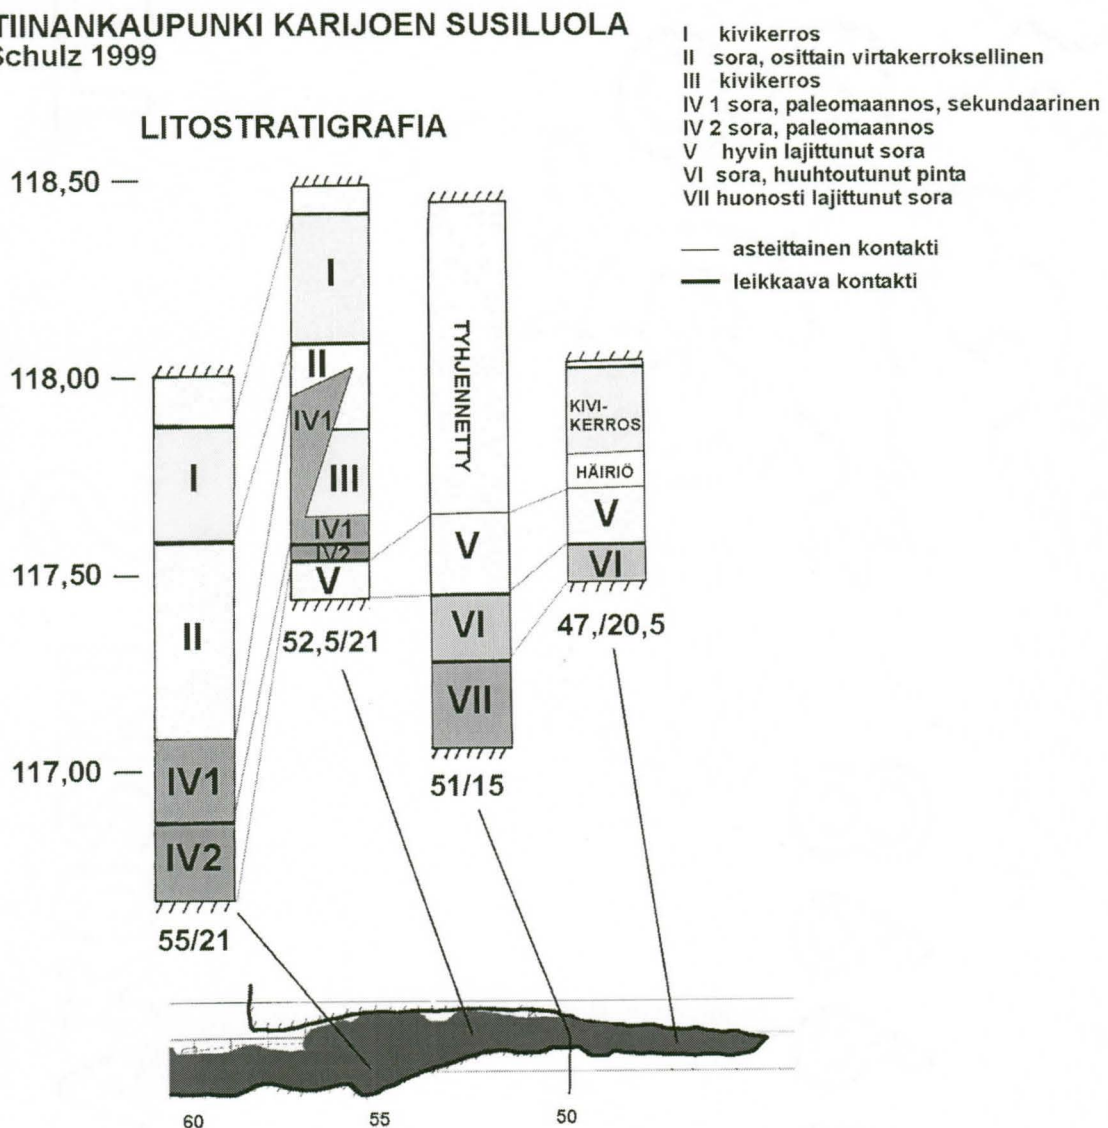 TIINANKAUPUNKI KARIJOEN SUSILUOLA
Schulz 1999
I kivikerros
II sora, osittain virtakerroksellinen
III kivikerros
IV 1 sora, paleomaannos, sekundaarinen
IV 2 sora, paleomaannos
V hyvin lajittunut sora
VI sora, huuhtoutunut pinta
VII huonosti lajittunut sora
asteittainen kontakti
leikkaava kontakti
LITOSTRATIGRAFIA
118,50
118,00
117,50
117,00
I
II
IV1
IV2
55/21
I
II
IV1
III
IV1
IV2
V
52,5/21
TYHJENNETTY
V
VI
VII
51/15
KIVI-
KERROS
HÄIRIÖ
V
VI
47,/20,5
60
55
50